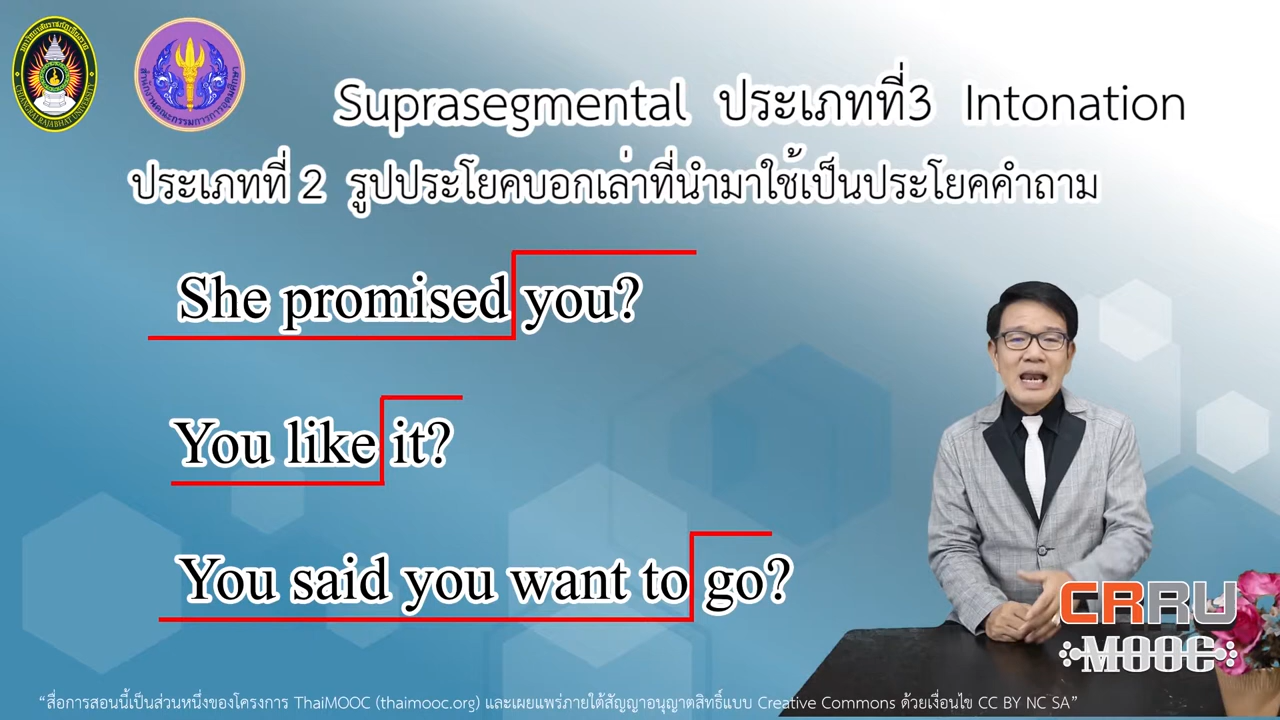 Suprasegmental ประเภทที่3 Intonation
ประเภทที่ 2 รูปประโยคบอกเล่าที่นำมาใช้เป็นประโยคคำถาม
She promised you?
You like it?
You said you want to go?
CRRU
MOOC
“สื่อการสอนนี้เป็นส่วนหนึ่งของโครงการ ThaiMOOC (thaimooc.org) และเผยแพร่ภายใต้สัญญาอนุญาตสิทธิ์แบบ Creative Commons ด้วยเงื่อนไข CC BY NC SA”